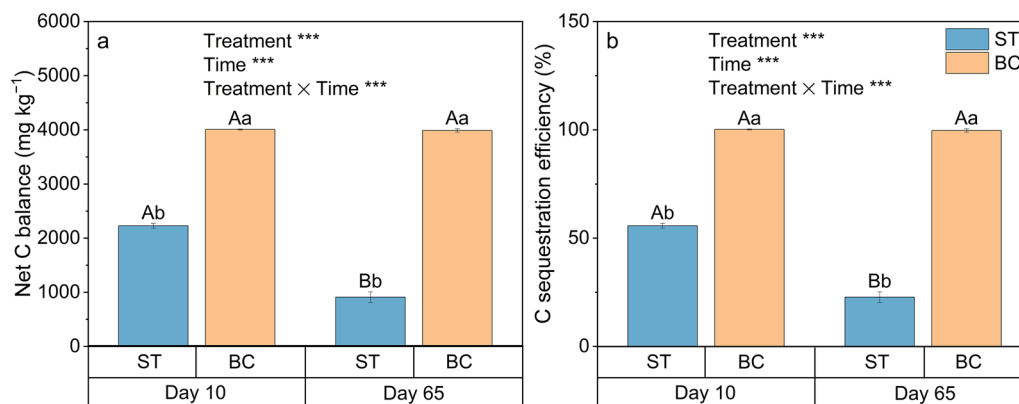 a
Treatment ***
Time ***
Treatment × Time ***
Net C balance (mg kg⁻¹)
6000
5000
4000
3000
2000
1000
0
Ab
Aa
Bb
Aa
ST
BC
ST
BC
Day 10
Day 65
b
Treatment ***
Time ***
Treatment × Time ***
ST
BC
C sequestration efficiency (%)
150
100
50
0
Ab
Aa
Bb
Aa
ST
BC
ST
BC
Day 10
Day 65